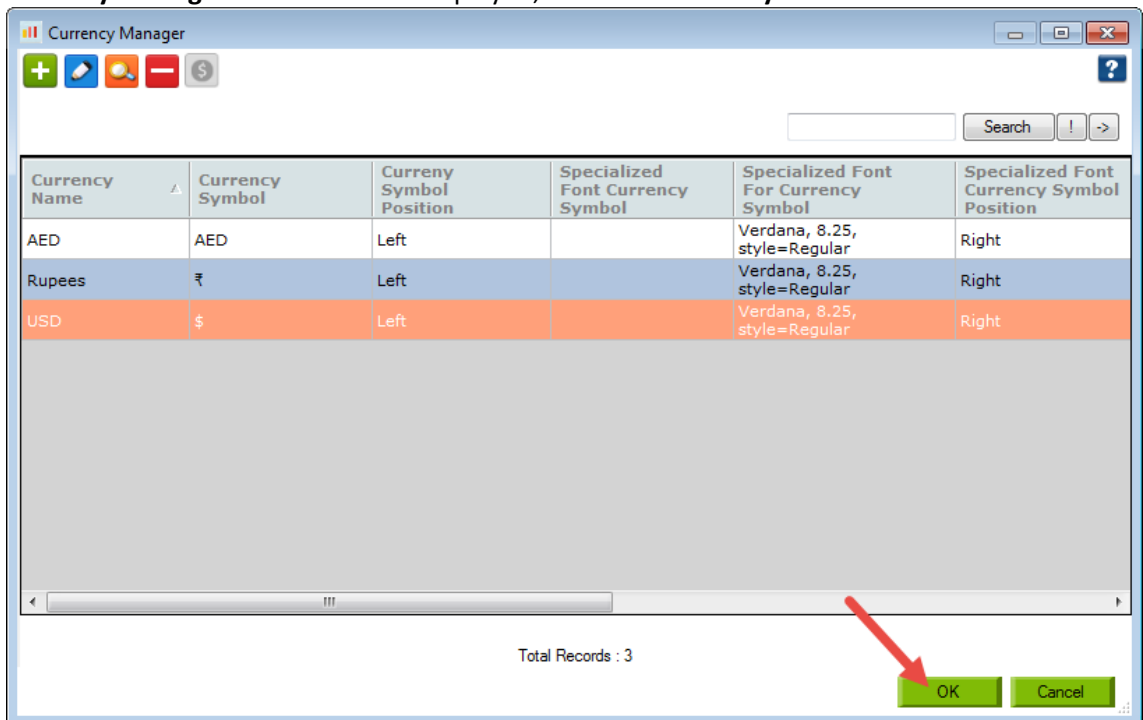 Currency Manager
Search ! ->
Currency Name
Currency Symbol
Curreny Symbol Position
Specialized Font Currency Symbol
Specialized Font For Currency Symbol
Specialized Font Currency Symbol Position
AED AED Left Verdana, 8.25, style=Regular Right
Rupees ₹ Left Verdana, 8.25, style=Regular Right
USD $ Left Verdana, 8.25, style=Regular Right
Total Records : 3
OK Cancel